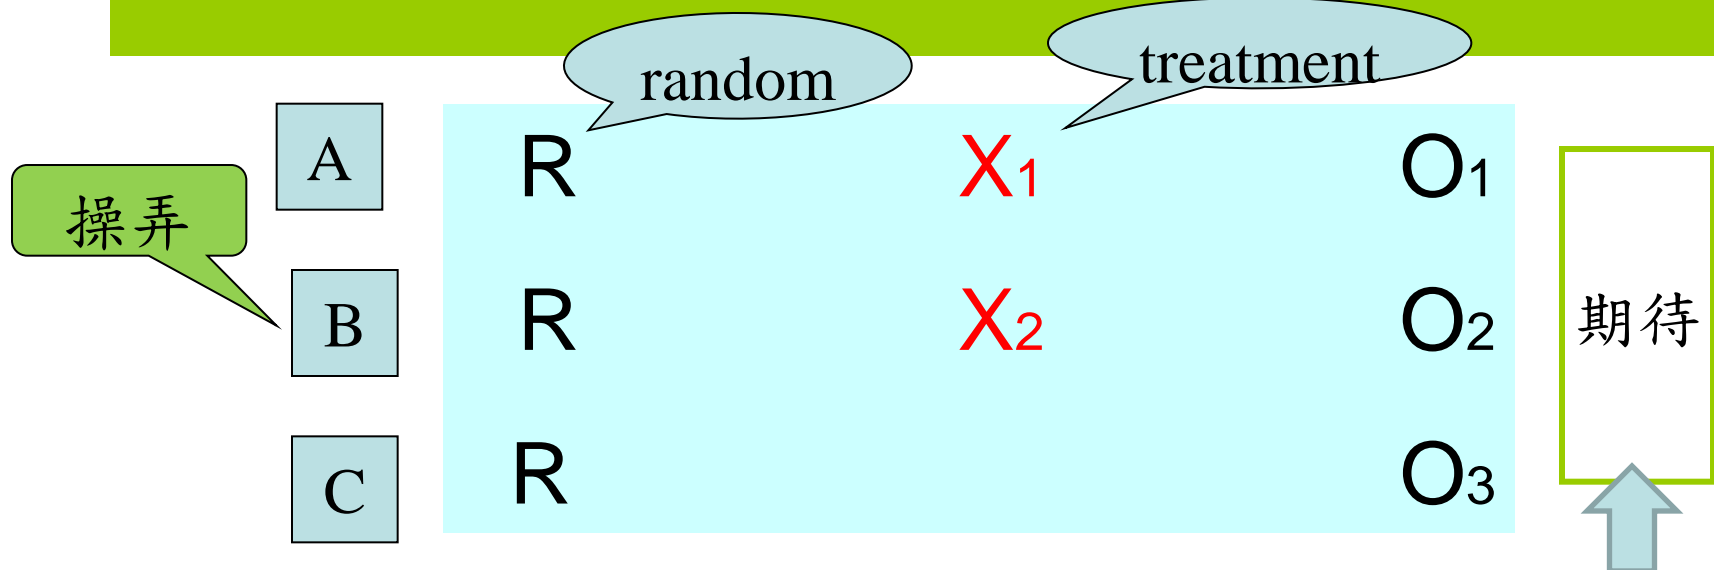 random
treatment
A R X1 O1
操弄
B R X2 O2
期待
C R O3